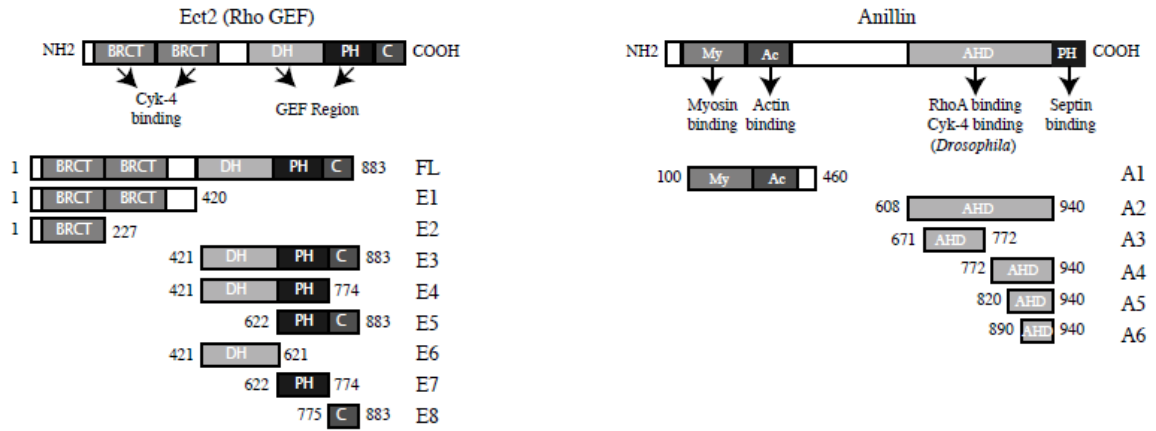 Ect2 (Rho GEF)
NH2 BRCT BRCT DH PH C COOH
Cyk-4
binding
GEF Region
1 BRCT BRCT DH PH C 883 FL
1 BRCT BRCT 420 E1
1 BRCT 227 E2
421 DH PH C 883 E3
421 DH PH 774 E4
622 PH C 883 E5
421 DH 621 E6
622 PH 774 E7
775 C 883 E8
Anillin
NH2 My Ac AHD PH COOH
Myosin
binding
Actin
binding
RhoA binding
Cyk-4 binding
(Drosophila)
Septin
binding
100 My Ac 460 A1
608 AHD 940 A2
671 AHD 772 A3
772 AHD 940 A4
820 AHD 940 A5
890 AHD 940 A6